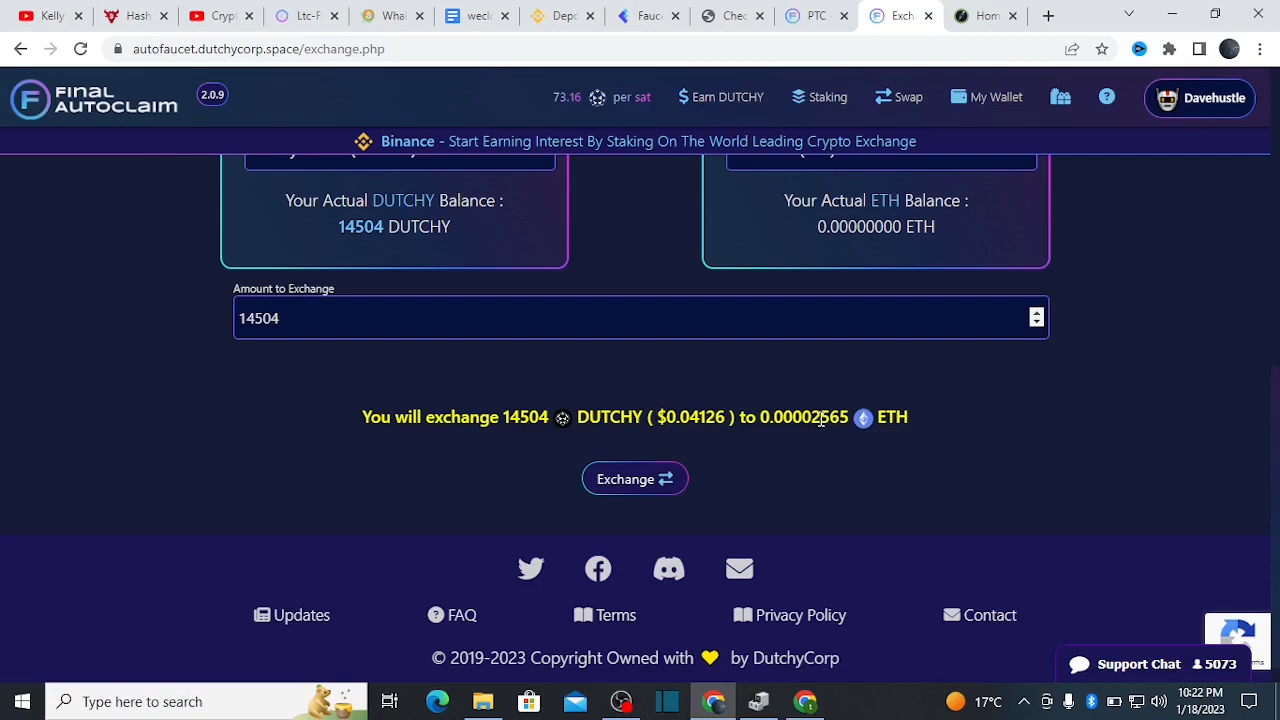 Kelly
Hash
Cryp
Ltc-F
Whal
weclo
Depo
Fauc
Chec
PTC -
Exch
Hom
autofaucet.dutchycorp.space/exchange.php
FINAL AUTOCLAIM
2.0.9
73.16 per sat
Earn DUTCHY
Staking
Swap
My Wallet
Davehustle
Binance - Start Earning Interest By Staking On The World Leading Crypto Exchange
Your Actual DUTCHY Balance :
14504 DUTCHY
Your Actual ETH Balance :
0.00000000 ETH
Amount to Exchange
14504
You will exchange 14504 DUTCHY ( $0.04126 ) to 0.00002565 ETH
Exchange
Updates
FAQ
Terms
Privacy Policy
Contact
© 2019-2023 Copyright Owned with by DutchyCorp
Support Chat 5073
Type here to search
17°C
10:22 PM
1/18/2023